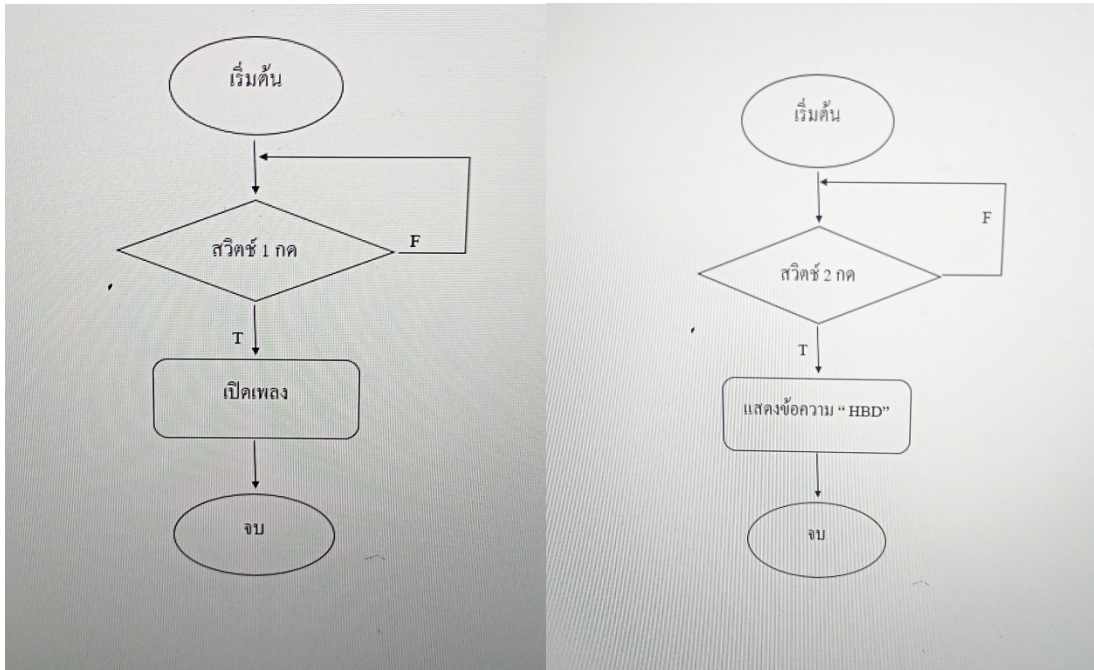 เริ่มต้น
สวิตช์ 1 กด
F
T
เปิดเพลง
จบ
เริ่มต้น
F
สวิตช์ 2 กด
T
แสดงข้อความ “ HBD”
จบ